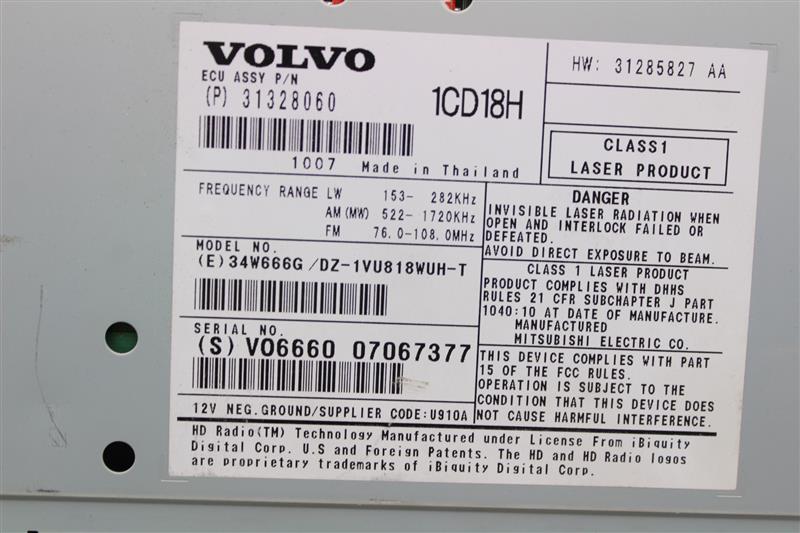 VOLVO
ECU ASSY P/N
(P) 31328060
1CD18H
1007 Made in Thailand
HW: 31285827 AA
CLASS1
LASER PRODUCT
FREQUENCY RANGE LW 153- 282KHz
AM(MW) 522- 1720KHz
FM 76.0-108.0MHz
MODEL NO.
(E)34W666G/DZ-1VU818WUH-T
SERIAL NO.
(S) V06660 07067377
12V NEG.GROUND/SUPPLIER CODE:U910A
DANGER
INVISIBLE LASER RADIATION WHEN
OPEN AND INTERLOCK FAILED OR
DEFEATED.
AVOID DIRECT EXPOSURE TO BEAM.
CLASS 1 LASER PRODUCT
PRODUCT COMPLIES WITH DHHS
RULES 21 CFR SUBCHAPTER J PART
1040:10 AT DATE OF MANUFACTURE.
MANUFACTURED
MITSUBISHI ELECTRIC CO.
THIS DEVICE COMPLIES WITH PART
15 OF THE FCC RULES.
OPERATION IS SUBJECT TO THE
CONDITION THAT THIS DEVICE DOES
NOT CAUSE HARMFUL INTERFERENCE.
HD Radio(TM) Technology Manufactured under License From iBiquity
Digital Corp. U.S and Foreign Patents. The HD and HD Radio logos
are proprietary trademarks of iBiquity Digital Corp.